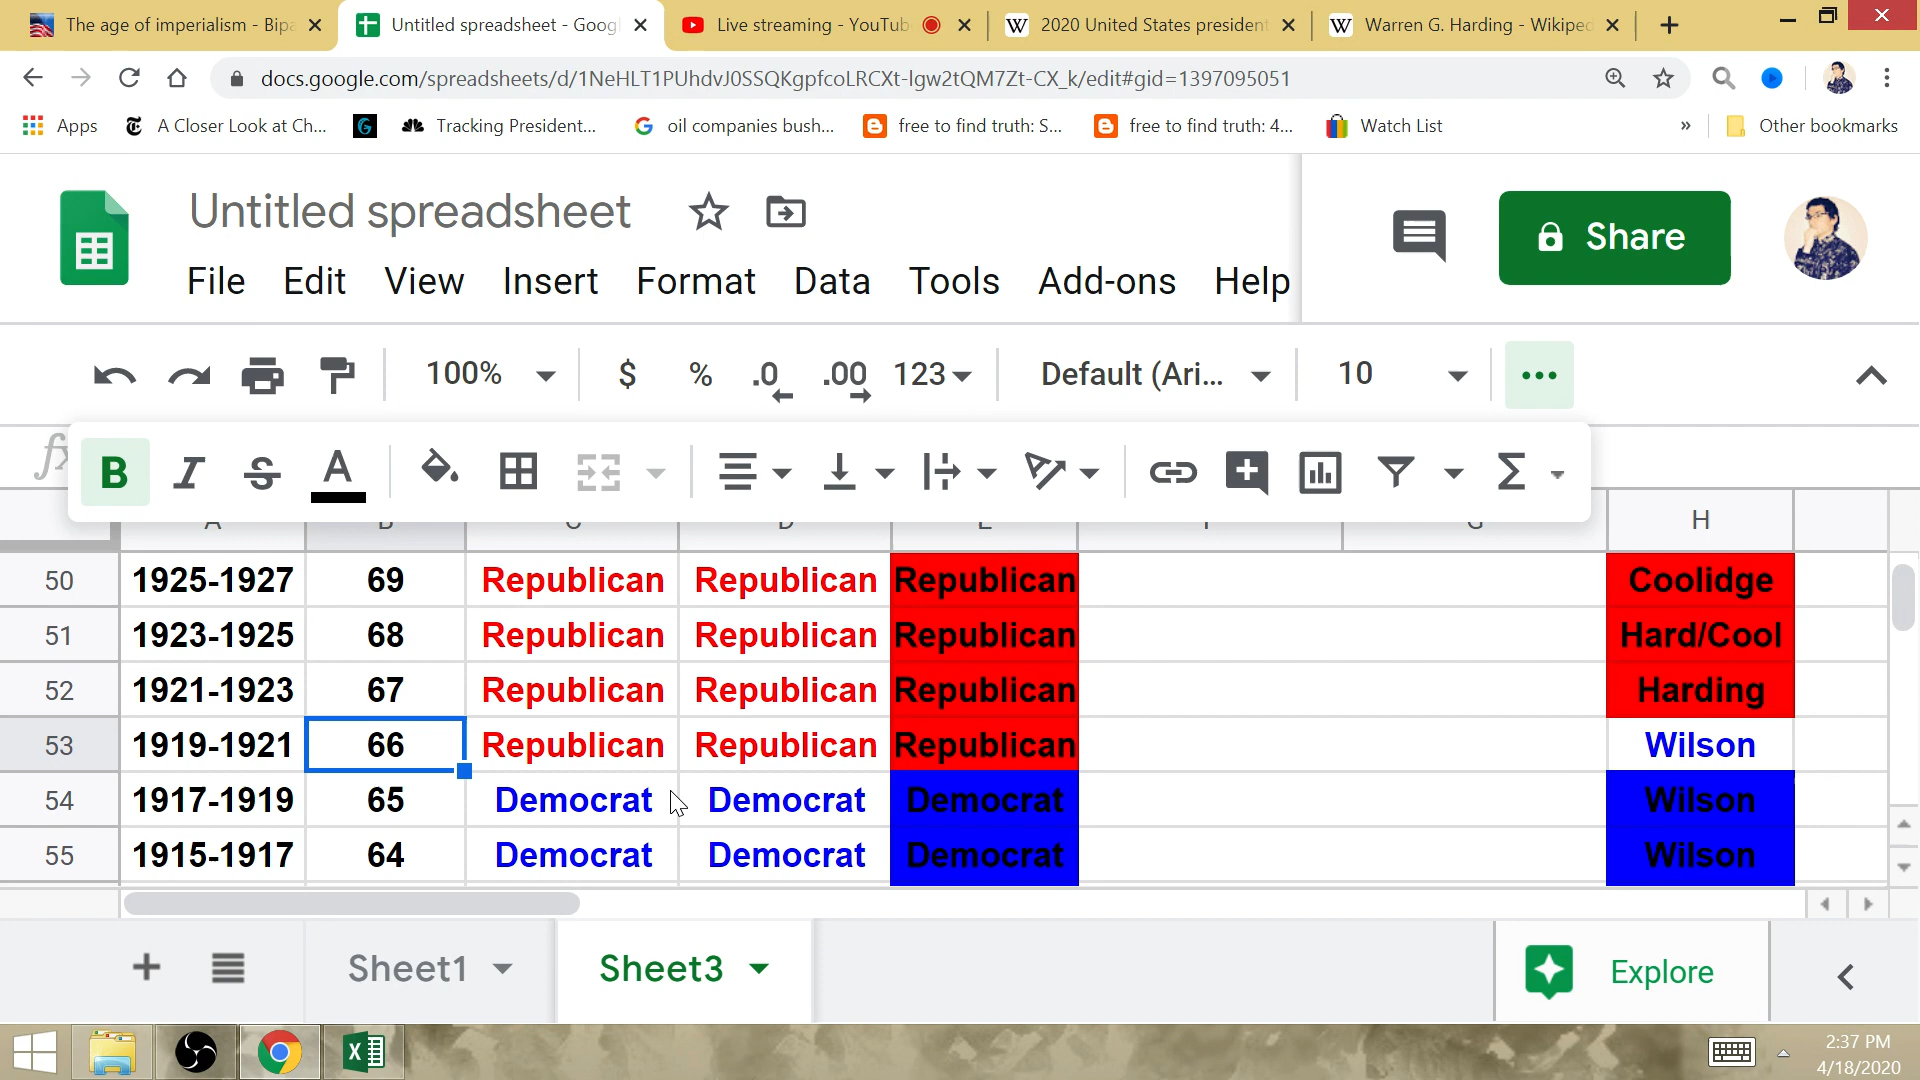 The age of imperialism - Bipa
Untitled spreadsheet - Goog
Live streaming - YouTub
W 2020 United States president
W Warren G. Harding - Wikiped
docs.google.com/spreadsheets/d/1NeHLT1PUhdvJ0SSQKgpfcoLRCXt-lgw2tQM7Zt-CX_k/edit#gid=1397095051
Apps A Closer Look at Ch... Tracking President... oil companies bush... free to find truth: S... free to find truth: 4... Watch List » Other bookmarks
Untitled spreadsheet
Share
File Edit View Insert Format Data Tools Add-ons Help
100% $ % .0 .00 123 Default (Ari... 10
fx B I S A Σ
H
50 1925-1927 69 Republican Republican Republican Coolidge
51 1923-1925 68 Republican Republican Republican Hard/Cool
52 1921-1923 67 Republican Republican Republican Harding
53 1919-1921 66 Republican Republican Republican Wilson
54 1917-1919 65 Democrat Democrat Democrat Wilson
55 1915-1917 64 Democrat Democrat Democrat Wilson
Sheet1 Sheet3 Explore
2:37 PM
4/18/2020